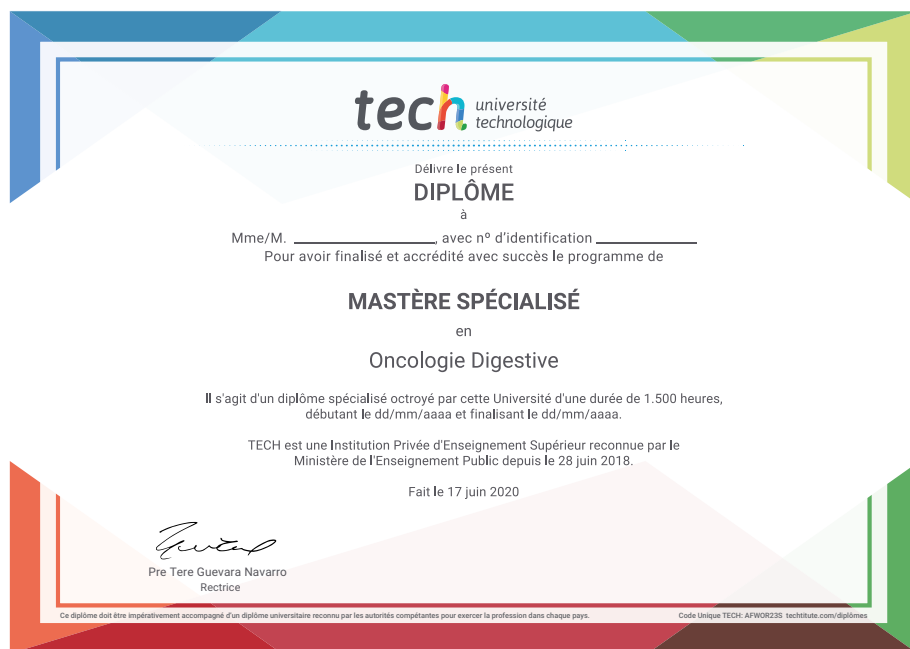 tech université
technologique
Délivre le présent
DIPLÔME
à
Mme/M. ____________________, avec nº d'identification ______________
Pour avoir finalisé et accrédité avec succès le programme de
MASTÈRE SPÉCIALISÉ
en
Oncologie Digestive
Il s'agit d'un diplôme spécialisé octroyé par cette Université d'une durée de 1.500 heures,
débutant le dd/mm/aaaa et finalisant le dd/mm/aaaa.
TECH est une Institution Privée d'Enseignement Supérieur reconnue par le
Ministère de l'Enseignement Public depuis le 28 juin 2018.
Fait le 17 juin 2020
Pre Tere Guevara Navarro
Rectrice
Ce diplôme doit être impérativement accompagné d'un diplôme universitaire reconnu par les autorités compétantes pour exercer la profession dans chaque pays.
Code Unique TECH: AFWOR23S techtitute.com/diplômes